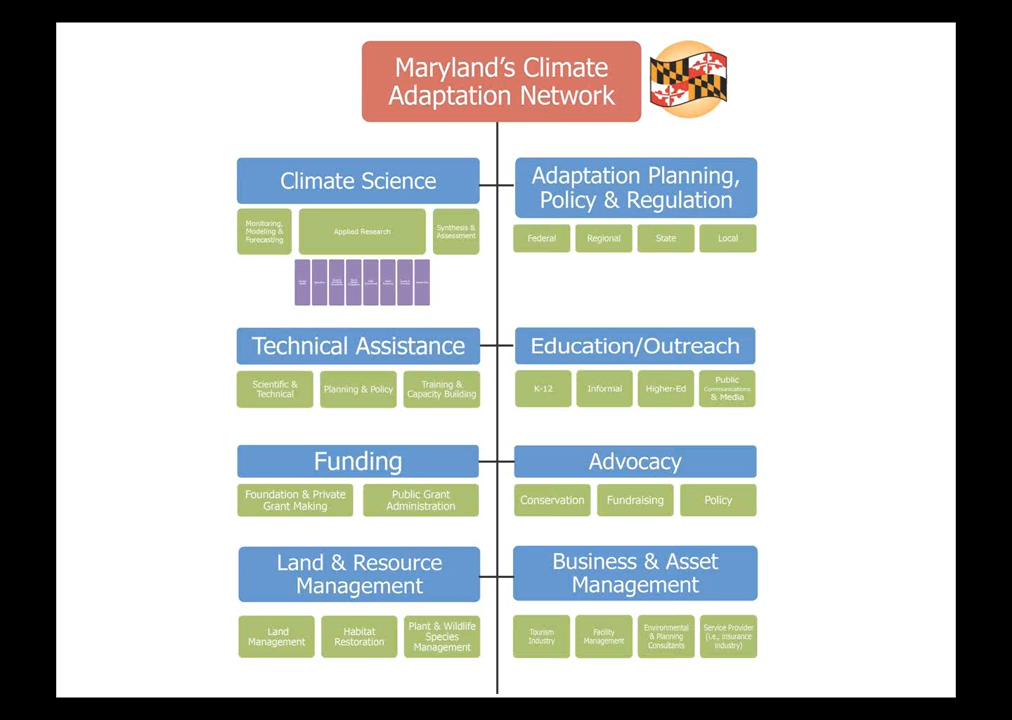 Maryland's Climate
Adaptation Network
Climate Science
Monitoring,
Modeling &
Forecasting
Applied Research
Synthesis &
Assessment
Adaptation Planning,
Policy & Regulation
Federal
Regional
State
Local
Technical Assistance
Scientific &
Technical
Planning & Policy
Training &
Capacity Building
Education/Outreach
K-12
Informal
Higher-Ed
Public
Communications
& Media
Funding
Foundation & Private
Grant Making
Public Grant
Administration
Advocacy
Conservation
Fundraising
Policy
Land & Resource
Management
Land
Management
Habitat
Restoration
Plant & Wildlife
Species
Management
Business & Asset
Management
Tourism
Industry
Facility
Management
Environmental
& Planning
Consultants
Service Provider
(i.e., insurance
industry)